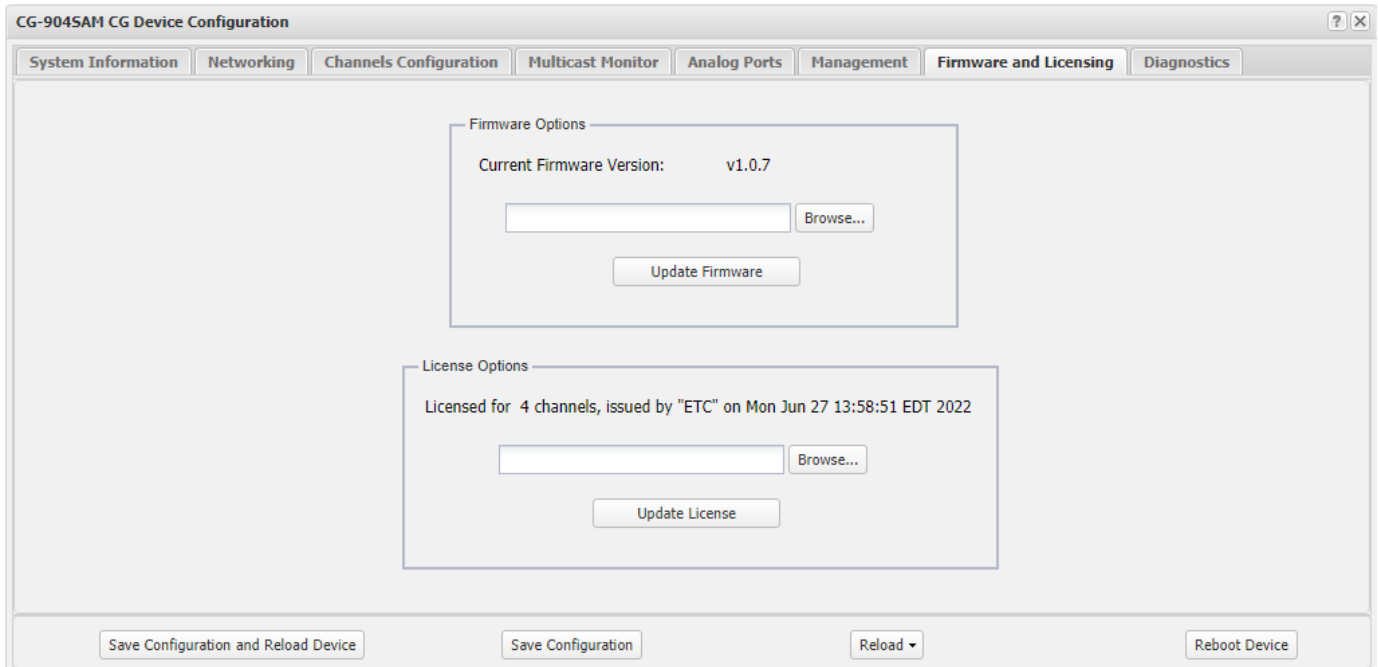 CG-904SAM CG Device Configuration
System Information Networking Channels Configuration Multicast Monitor Analog Ports Management Firmware and Licensing Diagnostics
Firmware Options
Current Firmware Version: v1.0.7
Browse...
Update Firmware
License Options
Licensed for 4 channels, issued by "ETC" on Mon Jun 27 13:58:51 EDT 2022
Browse...
Update License
Save Configuration and Reload Device Save Configuration Reload Reboot Device